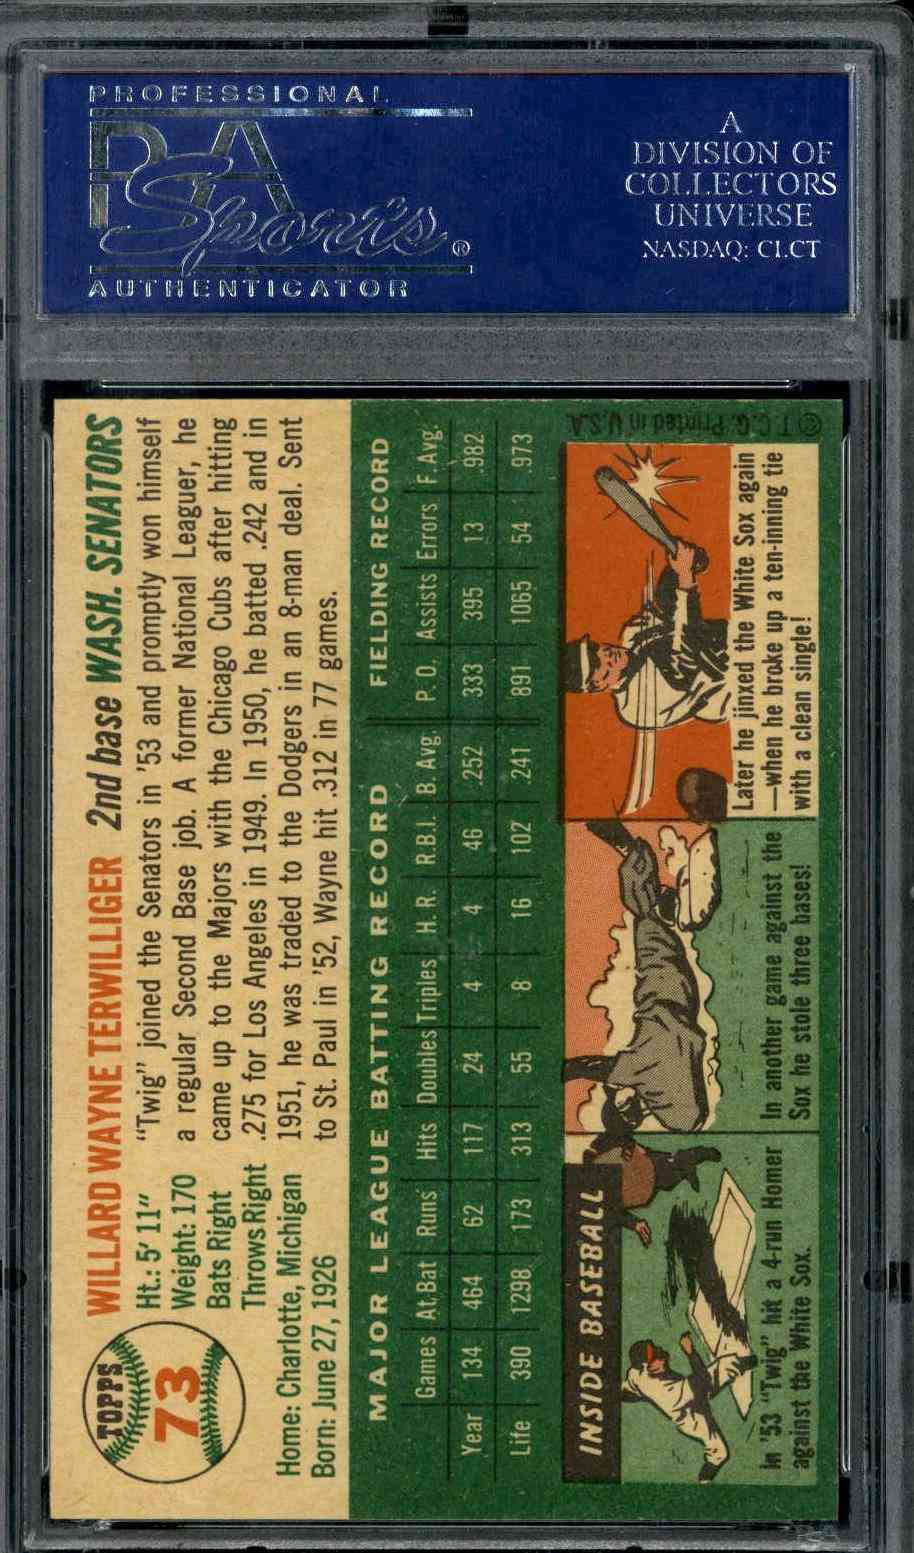 PROFESSIONAL
PSA
Sports®
AUTHENTICATOR
A
DIVISION OF
COLLECTORS
UNIVERSE
NASDAQ: CLCT
TOPPS
73
WILLARD WAYNE TERWILLIGER 2nd base WASH. SENATORS
Ht.: 5' 11"
Weight: 170
Bats Right
Throws Right
Home: Charlotte, Michigan
Born: June 27, 1926
"Twig" joined the Senators in '53 and promptly won himself
a regular Second Base job. A former National Leaguer, he
came up to the Majors with the Chicago Cubs after hitting
.275 for Los Angeles in 1949. In 1950, he batted .242 and in
1951, he was traded to the Dodgers in an 8-man deal. Sent
to St. Paul in '52, Wayne hit .312 in 77 games.
MAJOR LEAGUE BATTING RECORD FIELDING RECORD
Games At.Bat Runs Hits Doubles Triples H. R. R.B.I. B. Avg. P. O. Assists Errors F. Avg.
Year 134 464 62 117 24 4 4 46 .252 333 395 13 .982
Life 390 1298 173 313 55 8 16 102 .241 891 1065 54 .973
INSIDE BASEBALL
In '53 "Twig" hit a 4-run Homer
against the White Sox.
In another game against the
Sox he stole three bases!
Later he jinxed the White Sox again
—when he broke up a ten-inning tie
with a clean single!
© T.C.G. Printed in U.S.A.